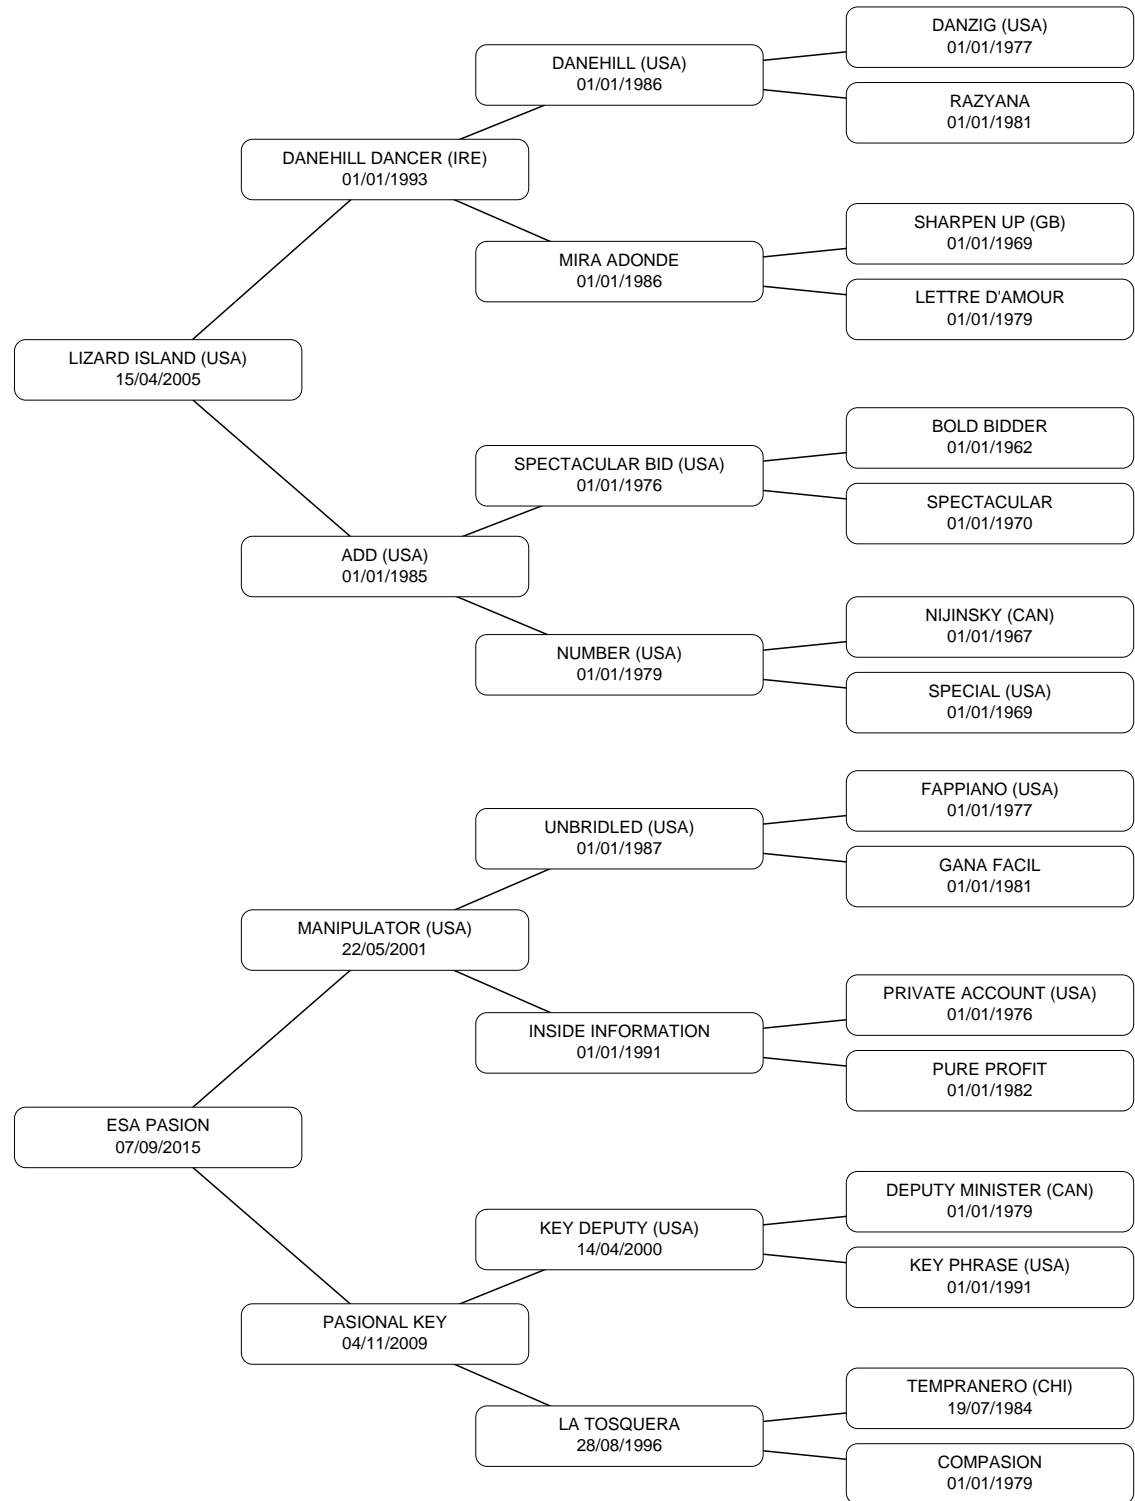 DANZIG (USA)
01/01/1977
DANEHILL (USA)
01/01/1986
RAZYANA
01/01/1981
DANEHILL DANCER (IRE)
01/01/1993
SHARPEN UP (GB)
01/01/1969
MIRA ADONDE
01/01/1986
LETTRE D'AMOUR
01/01/1979
LIZARD ISLAND (USA)
15/04/2005
BOLD BIDDER
01/01/1962
SPECTACULAR BID (USA)
01/01/1976
SPECTACULAR
01/01/1970
ADD (USA)
01/01/1985
NIJINSKY (CAN)
01/01/1967
NUMBER (USA)
01/01/1979
SPECIAL (USA)
01/01/1969
FAPPIANO (USA)
01/01/1977
UNBRIDLED (USA)
01/01/1987
GANA FACIL
01/01/1981
MANIPULATOR (USA)
22/05/2001
PRIVATE ACCOUNT (USA)
01/01/1976
INSIDE INFORMATION
01/01/1991
PURE PROFIT
01/01/1982
ESA PASION
07/09/2015
DEPUTY MINISTER (CAN)
01/01/1979
KEY DEPUTY (USA)
14/04/2000
KEY PHRASE (USA)
01/01/1991
PASIONAL KEY
04/11/2009
TEMPRANERO (CHI)
19/07/1984
LA TOSQUERA
28/08/1996
COMPASION
01/01/1979